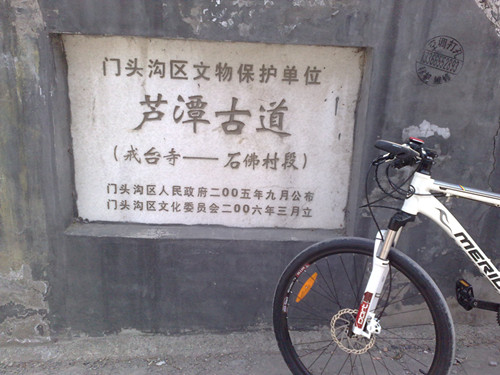 门头沟区文物保护单位
芦潭古道
(戒台寺——石佛村段)
门头沟区人民政府二00五年九月公布
门头沟区文化委员会二00六年三月立
MERID